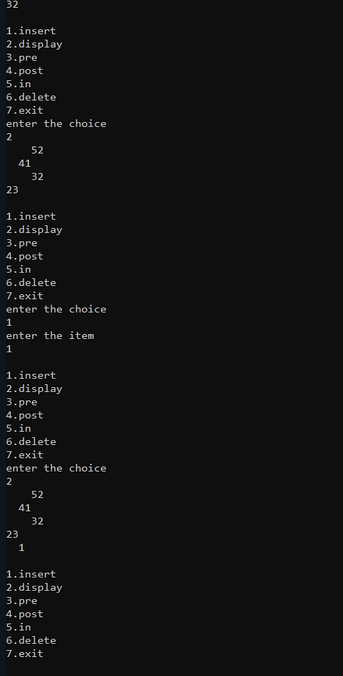 32

1.insert
2.display
3.pre
4.post
5.in
6.delete
7.exit
enter the choice
2
    52
  41
    32
23

1.insert
2.display
3.pre
4.post
5.in
6.delete
7.exit
enter the choice
1
enter the item
1

1.insert
2.display
3.pre
4.post
5.in
6.delete
7.exit
enter the choice
2
    52
  41
    32
23
  1

1.insert
2.display
3.pre
4.post
5.in
6.delete
7.exit